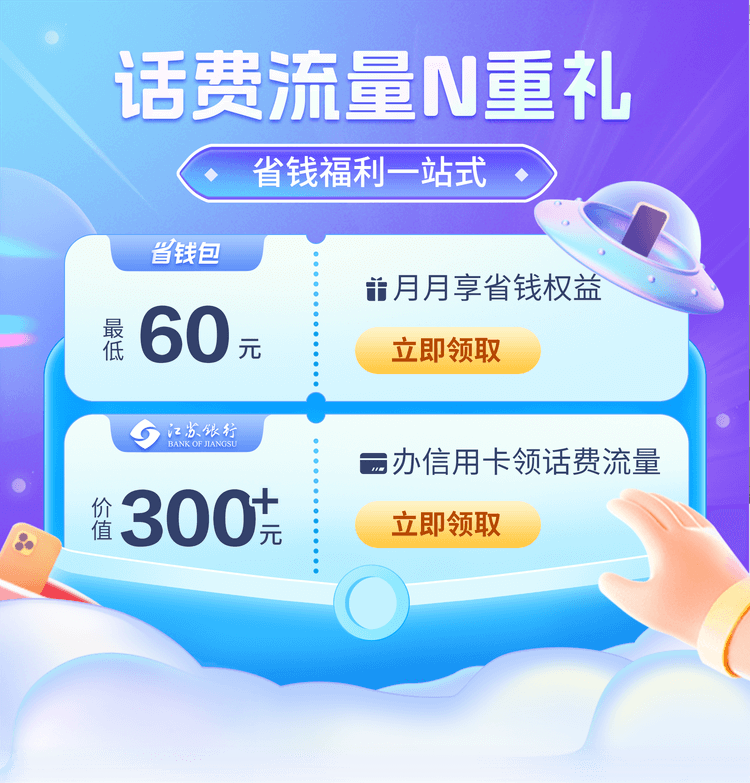 话费流量N重礼
省钱福利一站式
省钱包
最低 60 元
月月享省钱权益
立即领取
江苏银行
BANK OF JIANGSU
价值 300+ 元
办信用卡领话费流量
立即领取